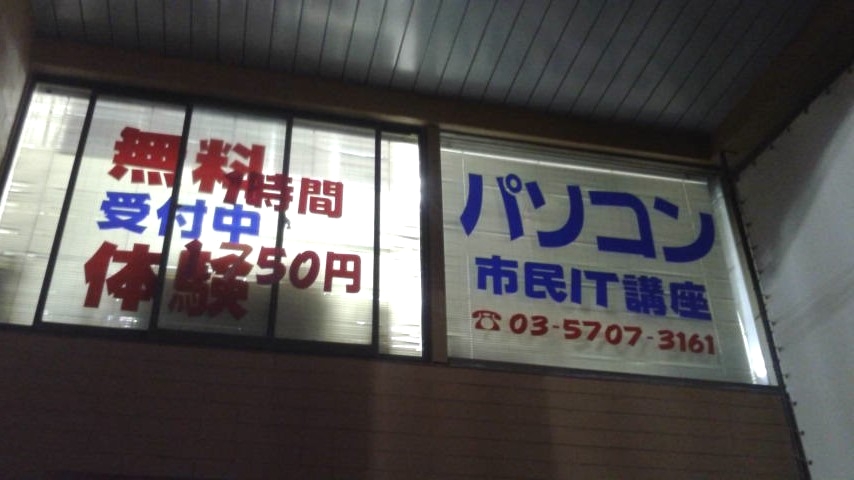 無料
1時間
受付中
体験
50円
パソコン
市民IT講座
☎03-5707-3161